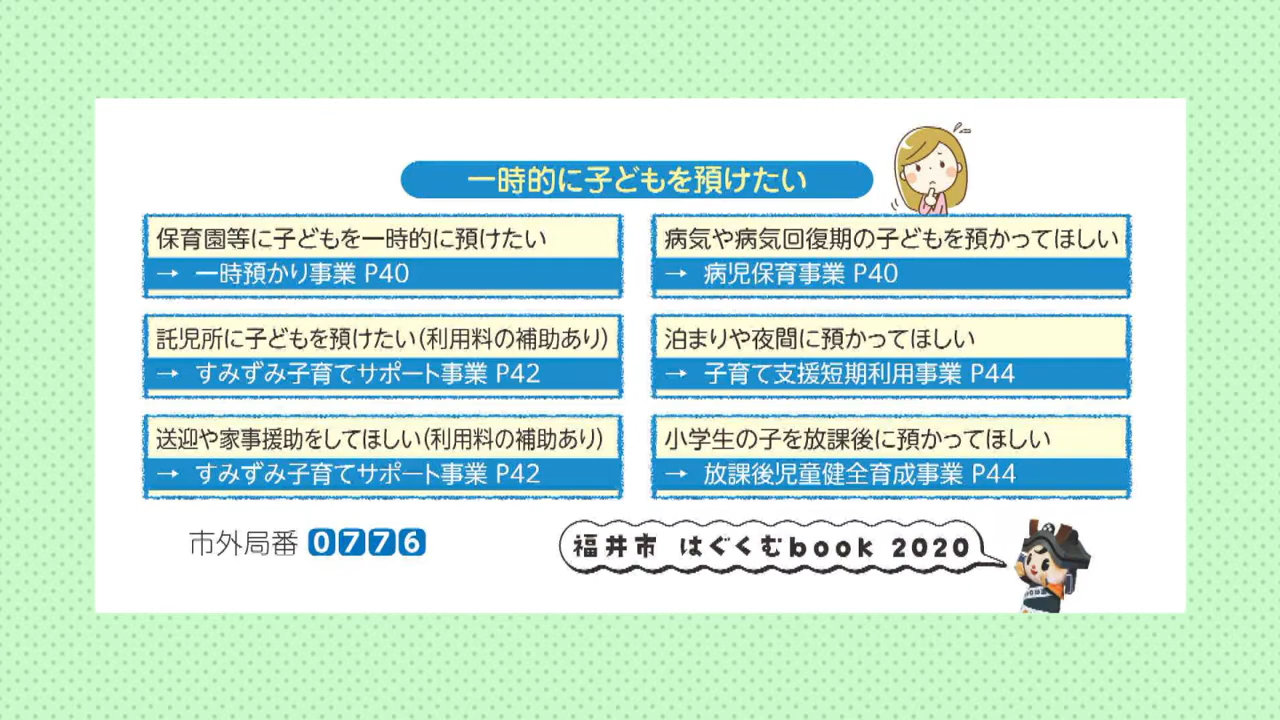 一時的に子どもを預けたい
保育園等に子どもを一時的に預けたい
→ 一時預かり事業 P40
病気や病気回復期の子どもを預かってほしい
→ 病児保育事業 P40
託児所に子どもを預けたい(利用料の補助あり)
→ すみずみ子育てサポート事業 P42
泊まりや夜間に預かってほしい
→ 子育て支援短期利用事業 P44
送迎や家事援助をしてほしい(利用料の補助あり)
→ すみずみ子育てサポート事業 P42
小学生の子を放課後に預かってほしい
→ 放課後児童健全育成事業 P44
市外局番 0776
福井市 はぐくむbook 2020